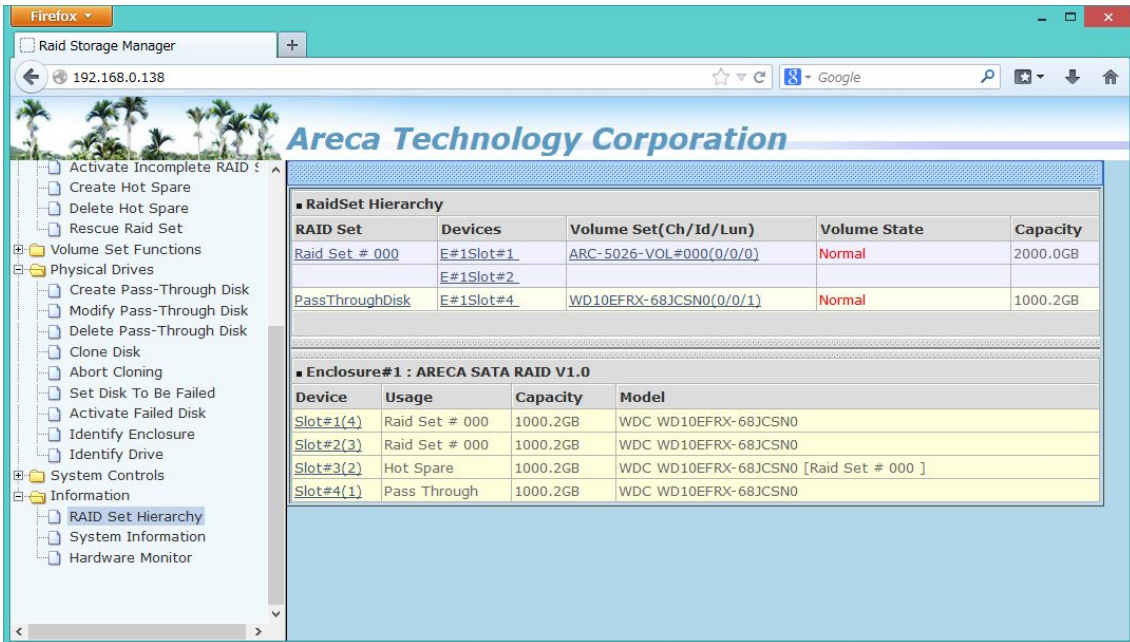 Firefox
Raid Storage Manager
+
192.168.0.138
8 Google
Areca Technology Corporation
Activate Incomplete RAID S
Create Hot Spare
Delete Hot Spare
Rescue Raid Set
Volume Set Functions
Physical Drives
Create Pass-Through Disk
Modify Pass-Through Disk
Delete Pass-Through Disk
Clone Disk
Abort Cloning
Set Disk To Be Failed
Activate Failed Disk
Identify Enclosure
Identify Drive
System Controls
Information
RAID Set Hierarchy
System Information
Hardware Monitor
RaidSet Hierarchy
RAID Set Devices Volume Set(Ch/Id/Lun) Volume State Capacity
Raid Set # 000 E#1Slot#1 ARC-5026-VOL#000(0/0/0) Normal 2000.0GB
E#1Slot#2
PassThroughDisk E#1Slot#4 WD10EFRX-68JCSN0(0/0/1) Normal 1000.2GB
Enclosure#1 : ARECA SATA RAID V1.0
Device Usage Capacity Model
Slot#1(4) Raid Set # 000 1000.2GB WDC WD10EFRX-68JCSN0
Slot#2(3) Raid Set # 000 1000.2GB WDC WD10EFRX-68JCSN0
Slot#3(2) Hot Spare 1000.2GB WDC WD10EFRX-68JCSN0 [Raid Set # 000 ]
Slot#4(1) Pass Through 1000.2GB WDC WD10EFRX-68JCSN0